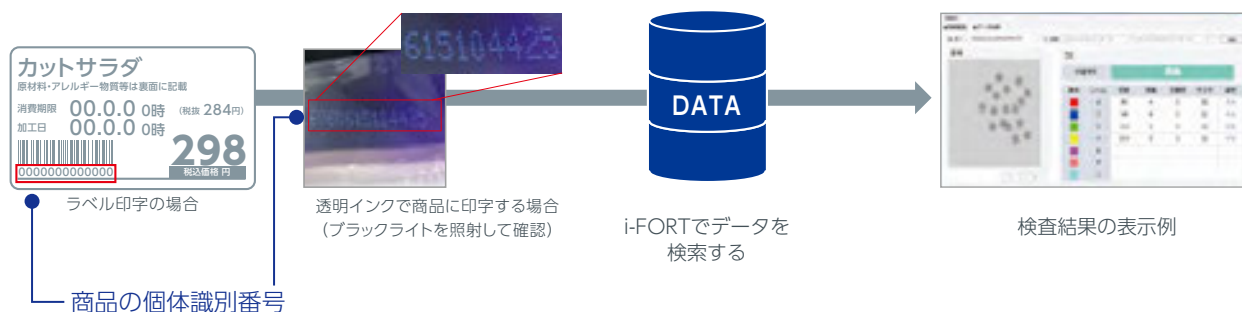 カットサラダ
原材料・アレルギー物質等は裏面に記載
消費期限 00.0.0 0時 (税抜 284円)
加工日 00.0.0 0時
298
税込価格 円
0000000000000
ラベル印字の場合
615104425
透明インクで商品に印字する場合
(ブラックライトを照射して確認)
DATA
i-FORTでデータを
検索する
検査結果の表示例
商品の個体識別番号